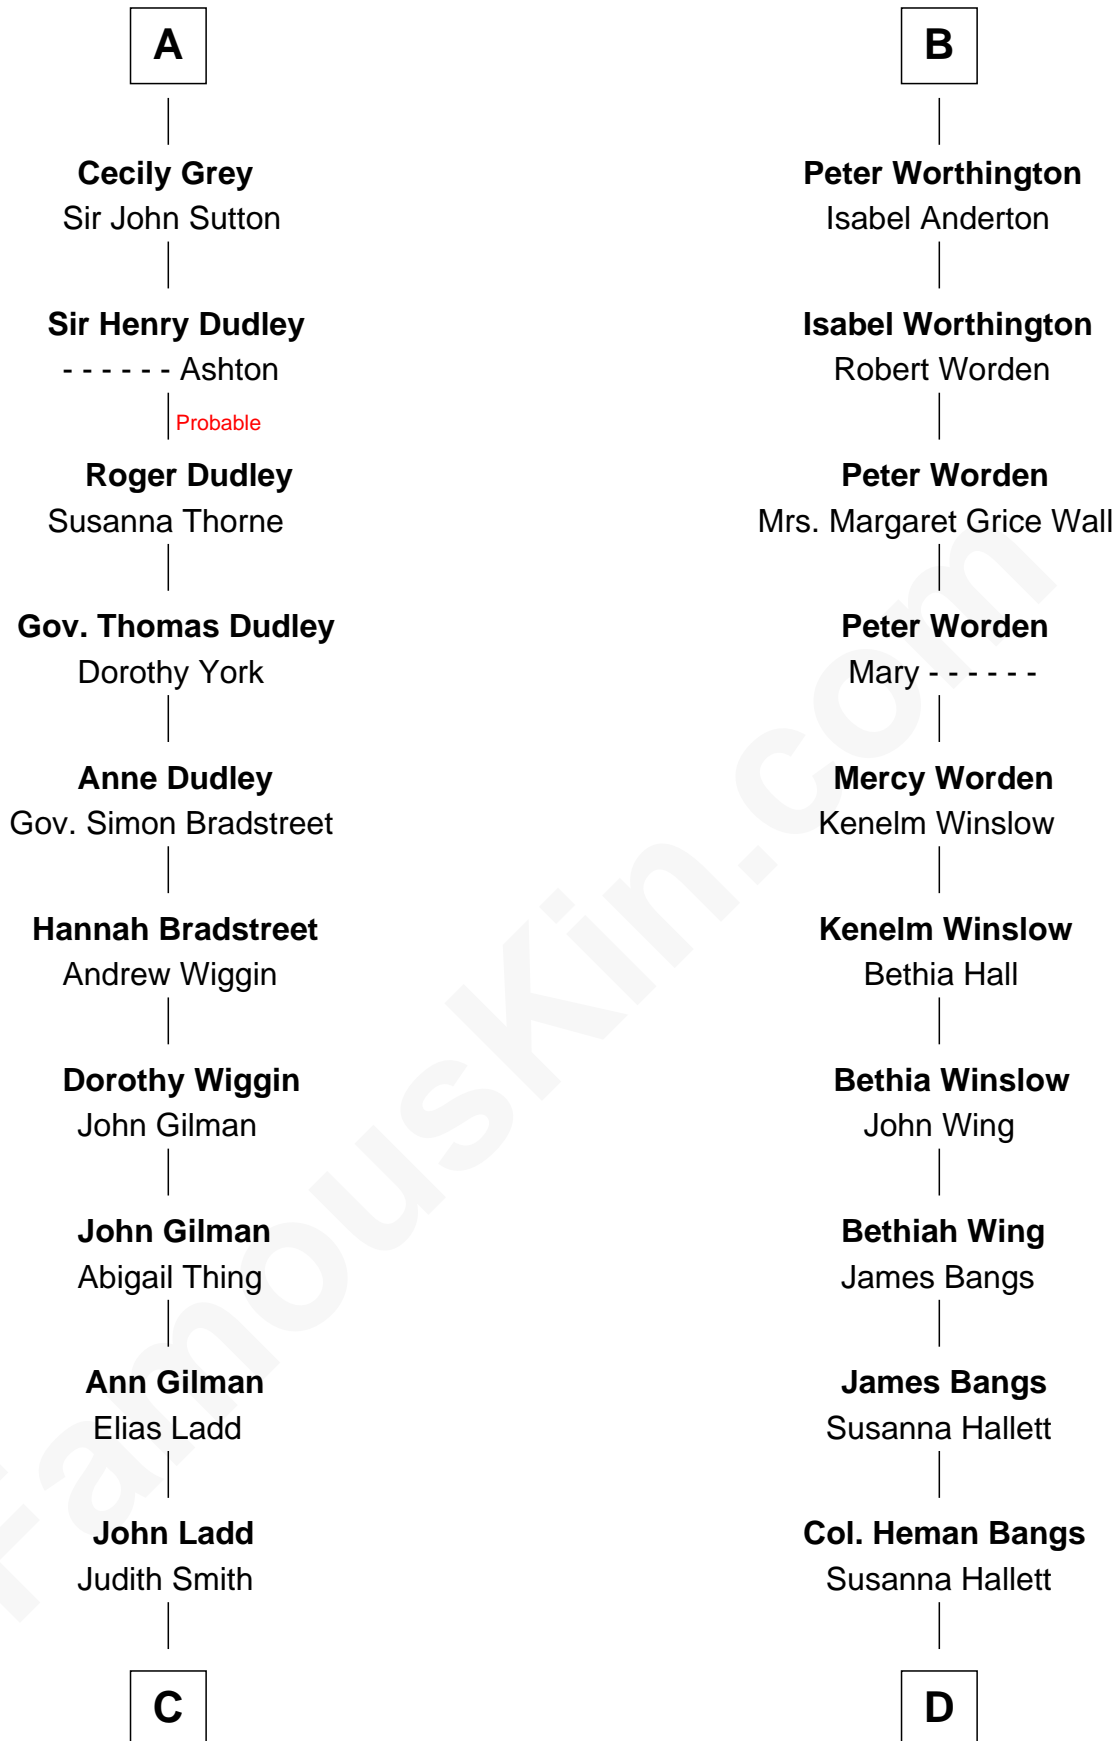 A
Cecily Grey
Sir John Sutton
Sir Henry Dudley
- - - - - - Ashton
Probable
Roger Dudley
Susanna Thorne
Gov. Thomas Dudley
Dorothy York
Anne Dudley
Gov. Simon Bradstreet
Hannah Bradstreet
Andrew Wiggin
Dorothy Wiggin
John Gilman
John Gilman
Abigail Thing
Ann Gilman
Elias Ladd
John Ladd
Judith Smith
C
B
Peter Worthington
Isabel Anderton
Isabel Worthington
Robert Worden
Peter Worden
Mrs. Margaret Grice Wall
Peter Worden
Mary - - - - - -
Mercy Worden
Kenelm Winslow
Kenelm Winslow
Bethia Hall
Bethia Winslow
John Wing
Bethiah Wing
James Bangs
James Bangs
Susanna Hallett
Col. Heman Bangs
Susanna Hallett
D
FamousKin.com